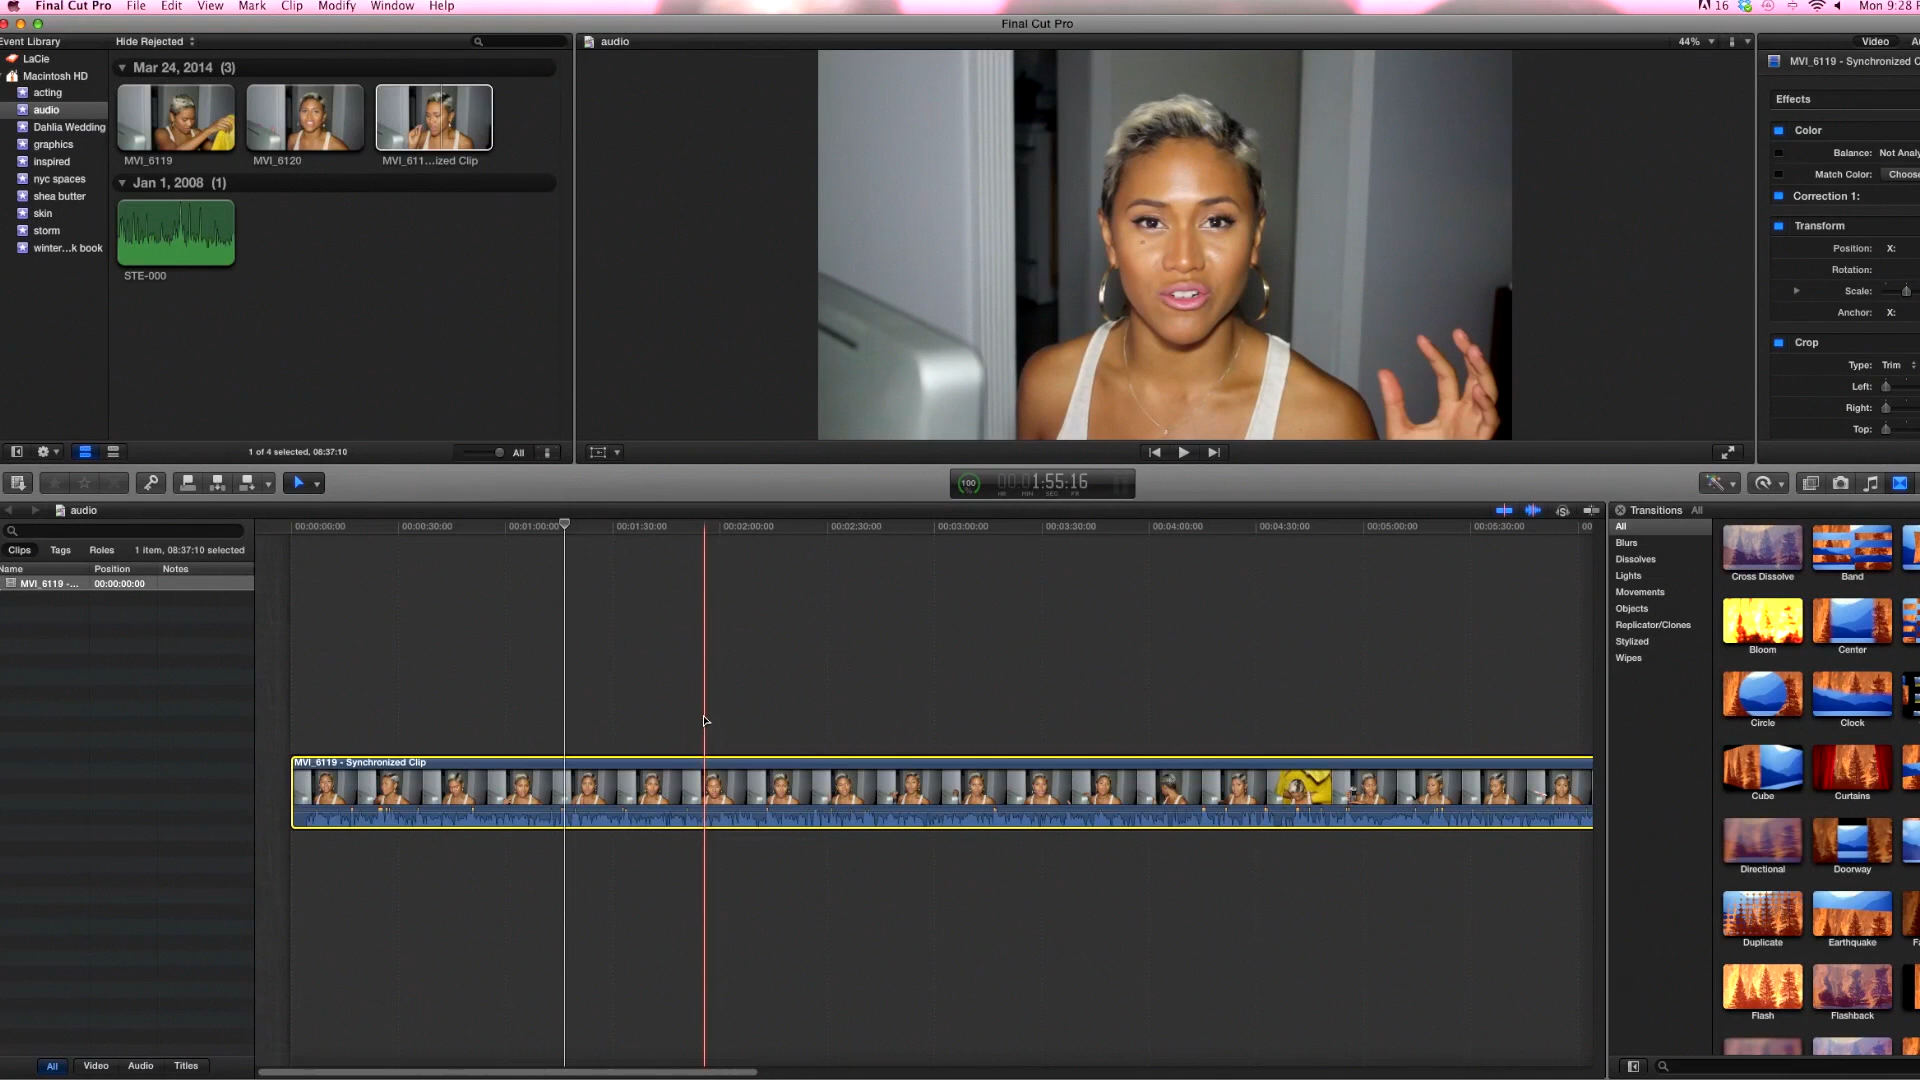 Final Cut Pro File Edit View Mark Clip Modify Window Help 16 Mon 9:28
Final Cut Pro
Event Library Hide Rejected audio 44% Video
LaCie
Macintosh HD
acting
audio
Dahlia Wedding
graphics
inspired
nyc spaces
shea butter
skin
storm
winter...k book
Mar 24, 2014 (3)
MVI_6119 MVI_6120 MVI_611...ized Clip
Jan 1, 2008 (1)
STE-000
MVI_6119 - Synchronized C
Effects
Color
Balance: Not Analy
Match Color: Choose
Correction 1:
Transform
Position: X:
Rotation:
Scale:
Anchor: X:
Crop
Type: Trim
Left:
Right:
Top:
1 of 4 selected, 08:37:10 All
100 00:01:55:16
HR MIN SEC FR
audio
00:00:00:00 00:00:30:00 00:01:00:00 00:01:30:00 00:02:00:00 00:02:30:00 00:03:00:00 00:03:30:00 00:04:00:00 00:04:30:00 00:05:00:00 00:05:30:00 00
Clips Tags Roles 1 item, 08:37:10 selected
Name Position Notes
MVI_6119 -... 00:00:00:00
MVI_6119 - Synchronized Clip
Transitions All
All
Blurs
Dissolves
Lights
Movements
Objects
Replicator/Clones
Stylized
Wipes
Cross Dissolve Band
Bloom Center
Circle Clock
Cube Curtains
Directional Doorway
Duplicate Earthquake
Flash Flashback
All Video Audio Titles